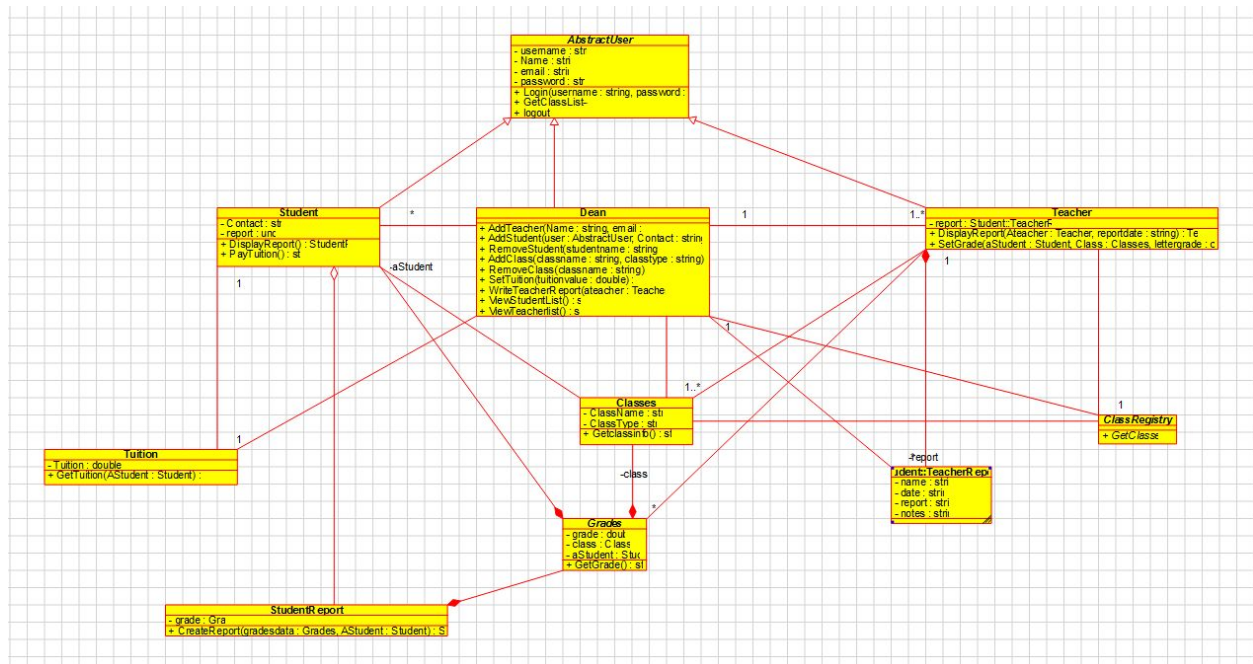 AbstractUser
- username : str
- Name : stri
- email : strin
- password : str
+ Login(username : string, password :
+ GetClassList
+ logout
Student
- Contact : str
- report : unc
+ DisplayReport() : StudentF
+ PayTuition() : st
*
Dean
+ AddTeacher(Name : string, email :
+ AddStudent(user : AbstractUser, Contact : string
+ RemoveStudent(studentname : string)
+ AddClass(classname : string, classtype : string)
+ RemoveClass(classname : string)
+ SetTuition(tuitionvalue : double) :
+ WriteTeacherReport(ateacher : Teache
+ ViewStudentList() : s
+ ViewTeacherlist() : s
1
1..*
Teacher
- report : Student::TeacherF
+ DisplayReport(Ateacher : Teacher, reportdate : string) : Te
+ SetGrade(aStudent : Student, Class : Classes, lettergrade : c
1
-aStudent
1
1
1..*
Classes
- ClassName : stri
- ClassType : stri
+ Getclassinfo() : st
1
ClassRegistry
+ GetClasse
1
Tuition
- Tuition : double
+ GetTuition(AStudent : Student) :
-class
-report
udent::TeacherRep
- name : stri
- date : strin
- report : stri
- notes : strin
*
Grades
- grade : dout
- class : Class
- aStudent : Stud
+ GetGrade() : st
StudentReport
- grade : Gra
+ CreateReport(gradesdata : Grades, AStudent : Student) : S